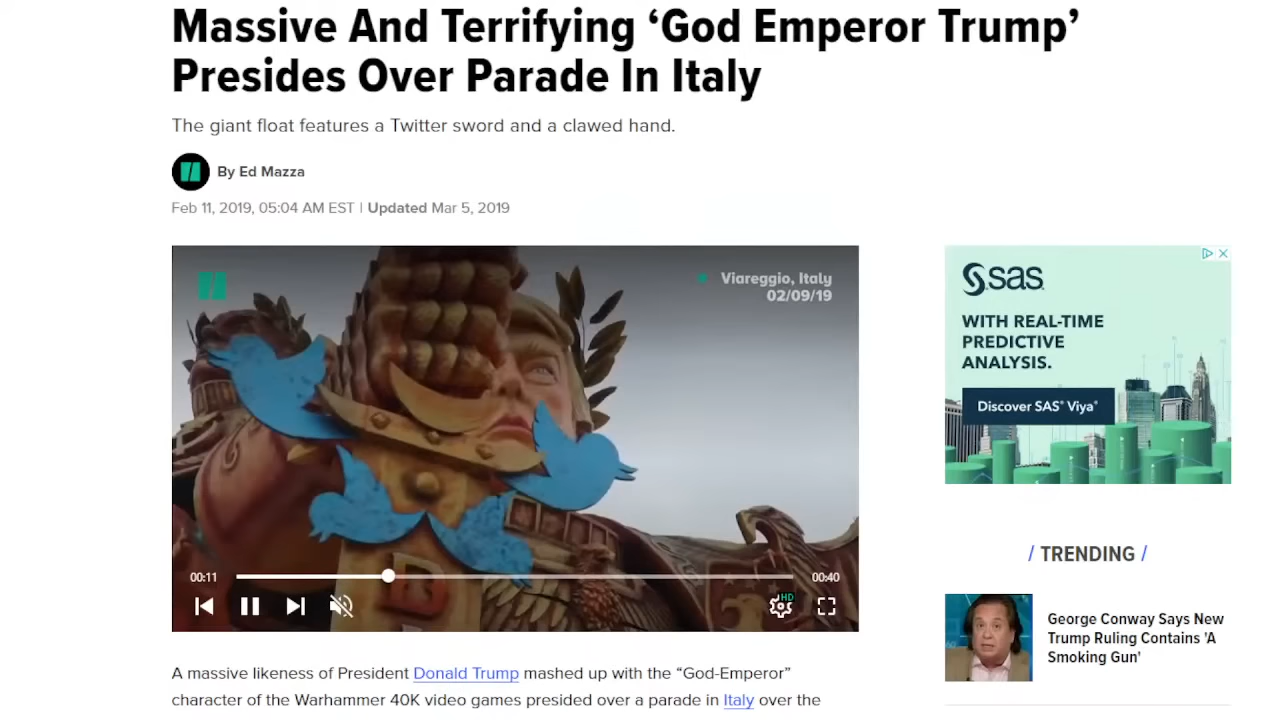 Massive And Terrifying ‘God Emperor Trump’
Presides Over Parade In Italy
The giant float features a Twitter sword and a clawed hand.
By Ed Mazza
Feb 11, 2019, 05:04 AM EST | Updated Mar 5, 2019
Viareggio, Italy
02/09/19
00:11
00:40
HD
A massive likeness of President Donald Trump mashed up with the “God-Emperor”
character of the Warhammer 40K video games presided over a parade in Italy over the
sas
WITH REAL-TIME
PREDICTIVE
ANALYSIS.
Discover SAS® Viya®
/ TRENDING /
George Conway Says New
Trump Ruling Contains 'A
Smoking Gun'